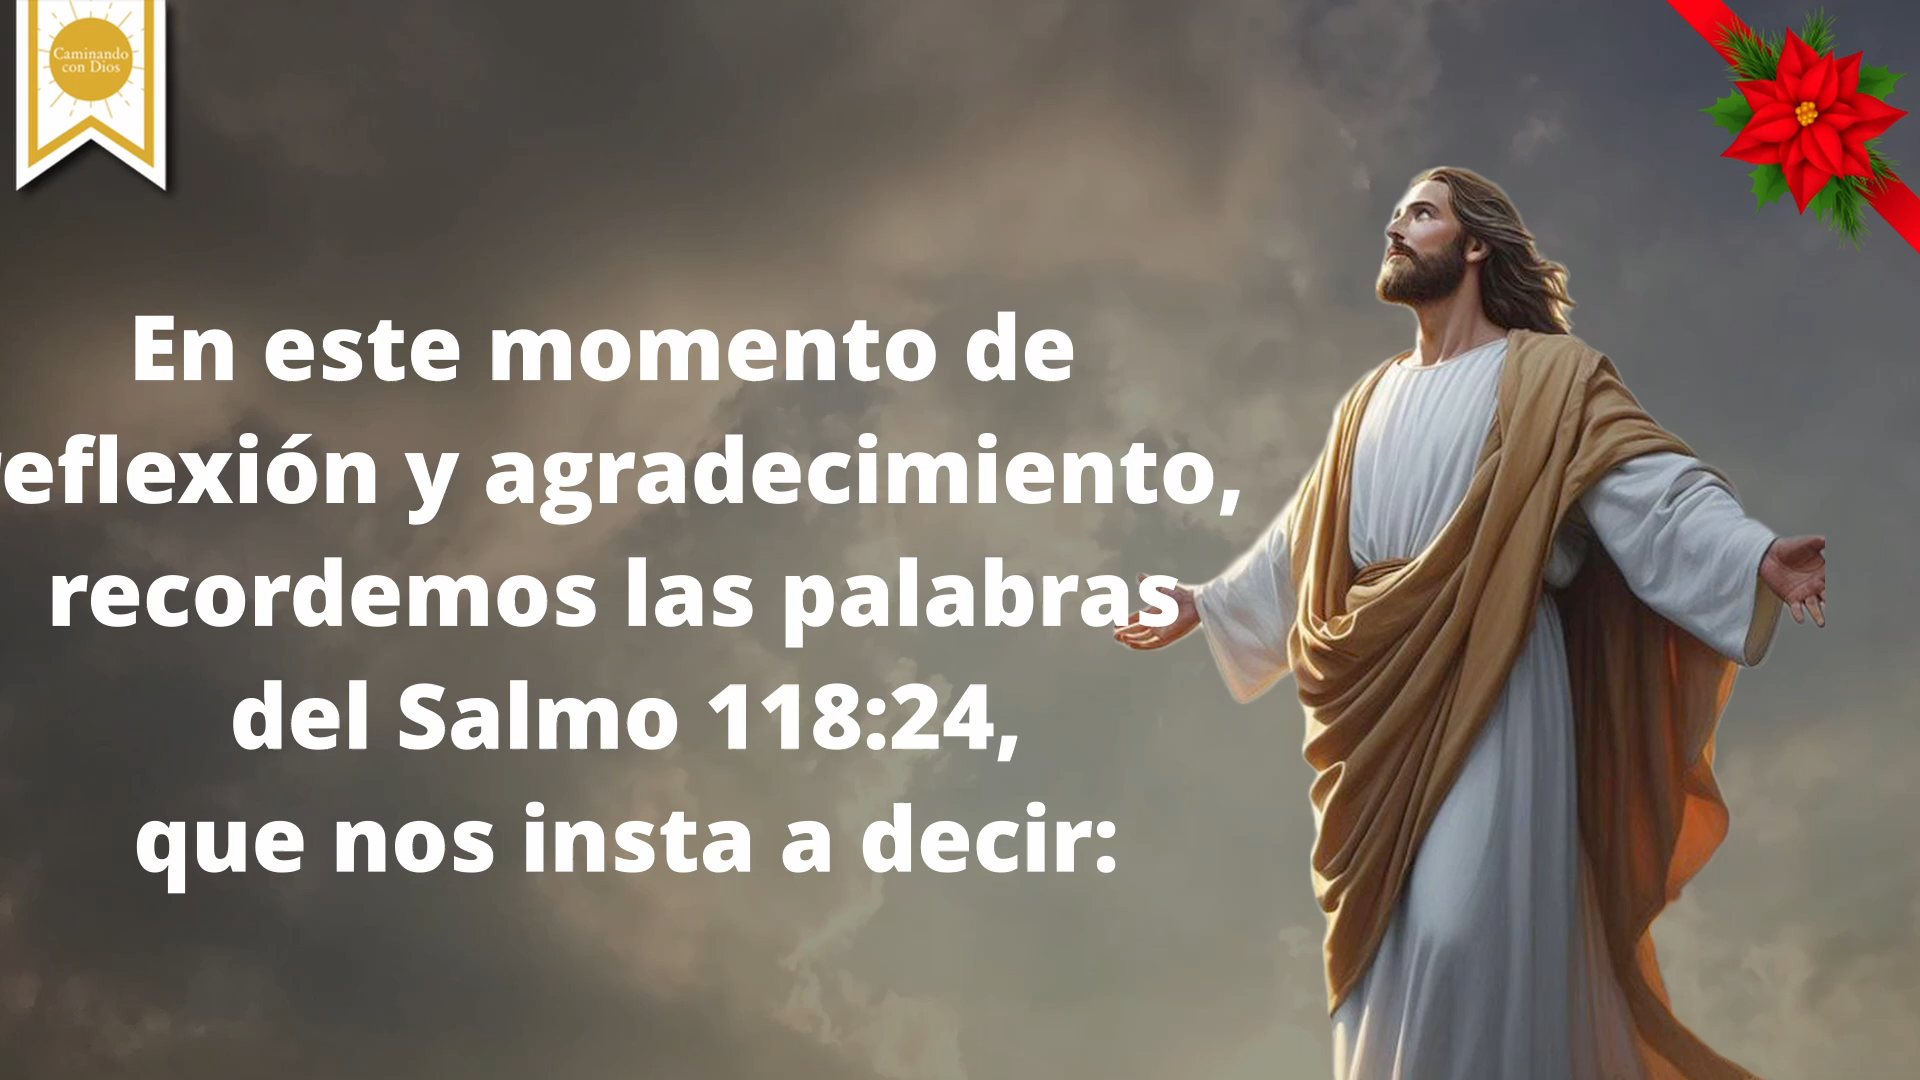 Caminando
con Dios
En este momento de
reflexión y agradecimiento,
recordemos las palabras
del Salmo 118:24,
que nos insta a decir: